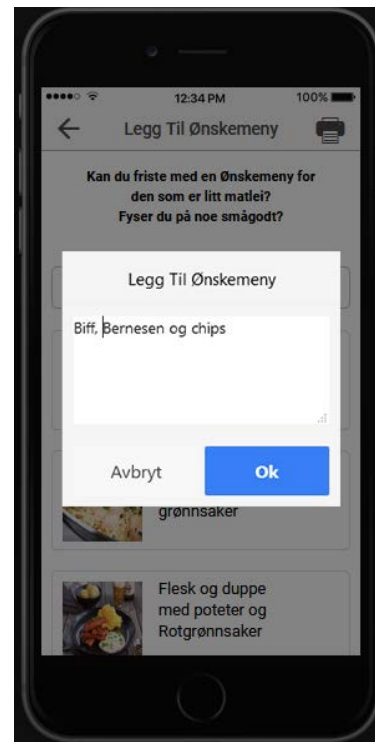 12:34 PM
100%
Legg Til Ønskemeny
Kan du friste med en Ønskemeny for
den som er litt matlei?
Fyser du på noe smågodt?
Legg Til Ønskemeny
Biff, Bernesen og chips
Avbryt
Ok
grønnsaker
Flesk og duppe
med poteter og
Rotgrønnsaker